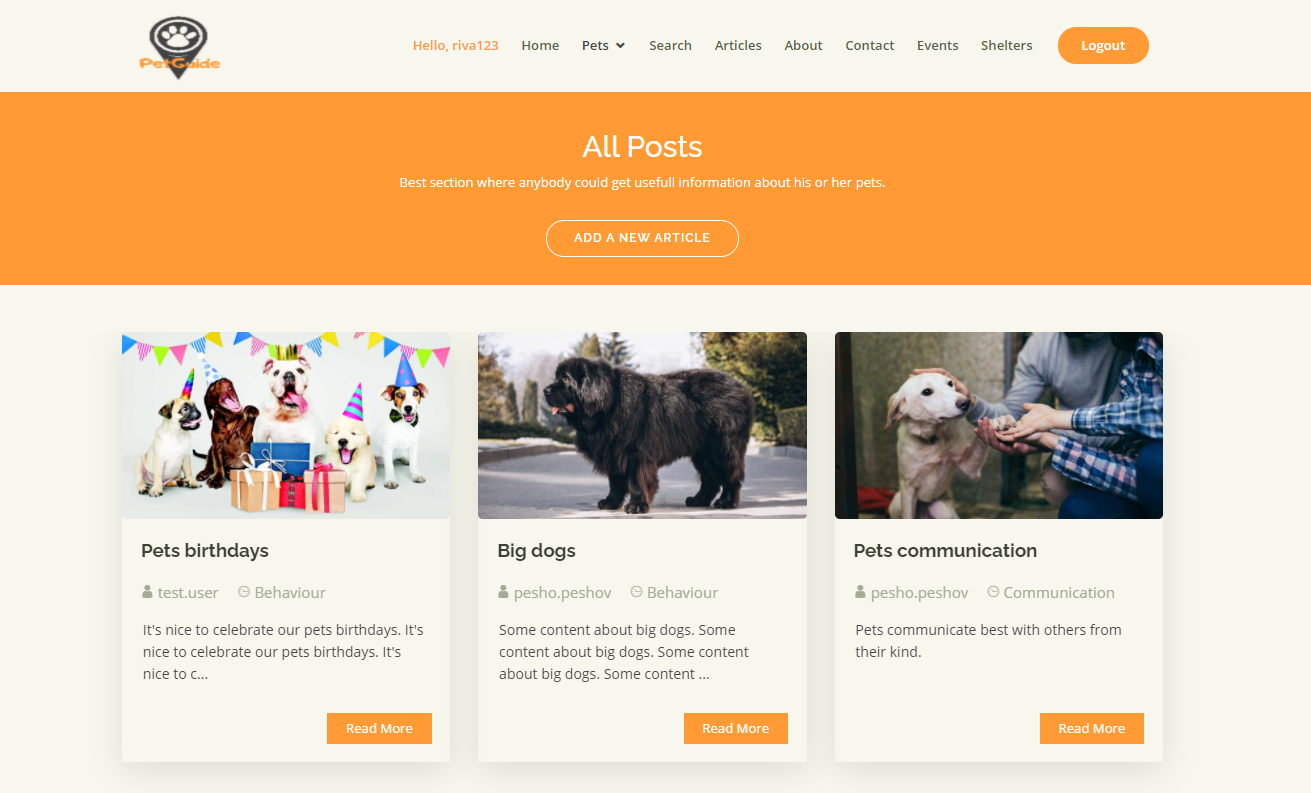 PetGuide
Hello, riva123 Home Pets Search Articles About Contact Events Shelters Logout
All Posts
Best section where anybody could get usefull information about his or her pets.
ADD A NEW ARTICLE
Pets birthdays
test.user Behaviour
It's nice to celebrate our pets birthdays. It's
nice to celebrate our pets birthdays. It's
nice to c...
Read More
Big dogs
pesho.peshov Behaviour
Some content about big dogs. Some
content about big dogs. Some content
about big dogs. Some content ...
Read More
Pets communication
pesho.peshov Communication
Pets communicate best with others from
their kind.
Read More